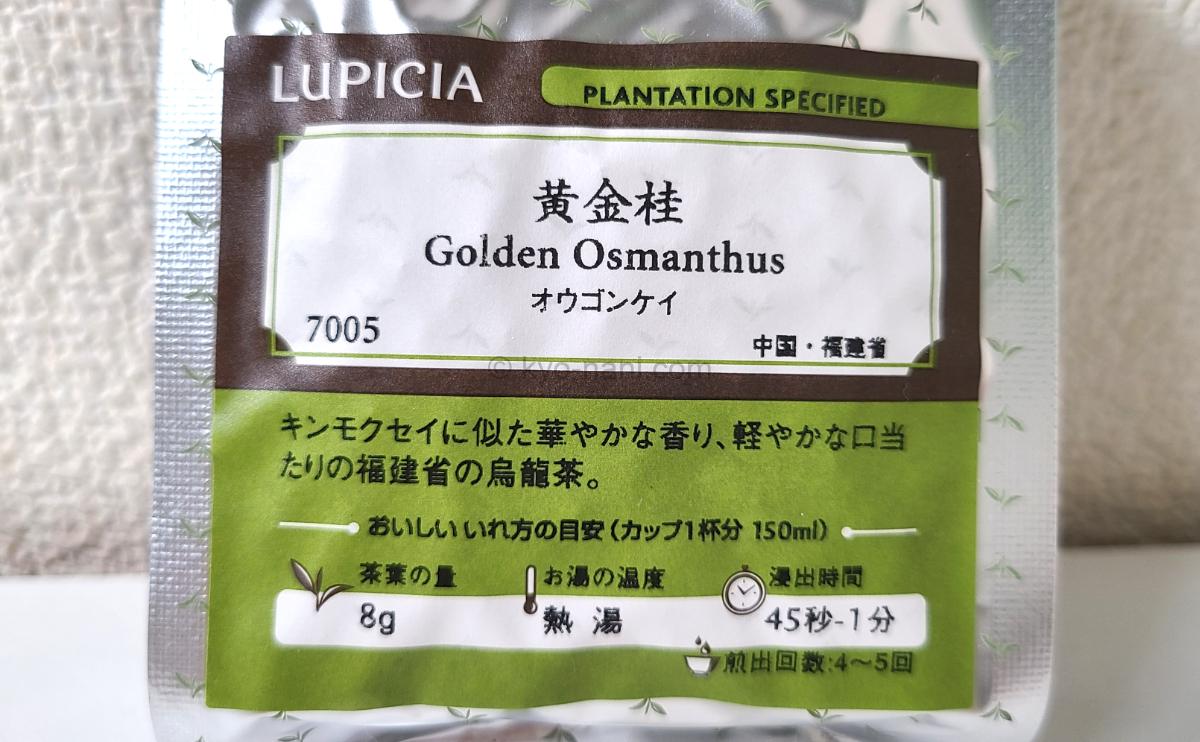 LUPICIA
PLANTATION SPECIFIED
黄金桂
Golden Osmanthus
オウゴンケイ
7005
中国・福建省
© kyo-nani.com
キンモクセイに似た華やかな香り、軽やかな口当
たりの福建省の烏龍茶。
おいしいいれ方の目安（カップ1杯分 150ml）
茶葉の量
お湯の温度
浸出時間
8g
熱湯
45秒-1分
煎出回数:4～5回